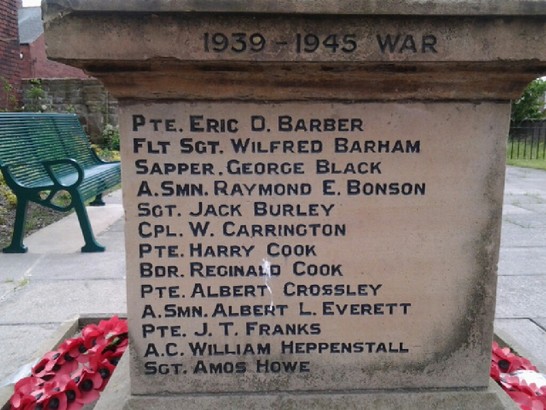 1939-1945 WAR
PTE. ERIC D. BARBER
FLT SGT. WILFRED BARHAM
SAPPER. GEORGE BLACK
A.SMN. RAYMOND E. BONSON
SGT. JACK BURLEY
CPL. W. CARRINGTON
PTE. HARRY COOK
BDR. REGINALD COOK
PTE. ALBERT CROSSLEY
A.SMN. ALBERT L. EVERETT
PTE. J. T. FRANKS
A.C. WILLIAM HEPPENSTALL
SGT. AMOS HOWE